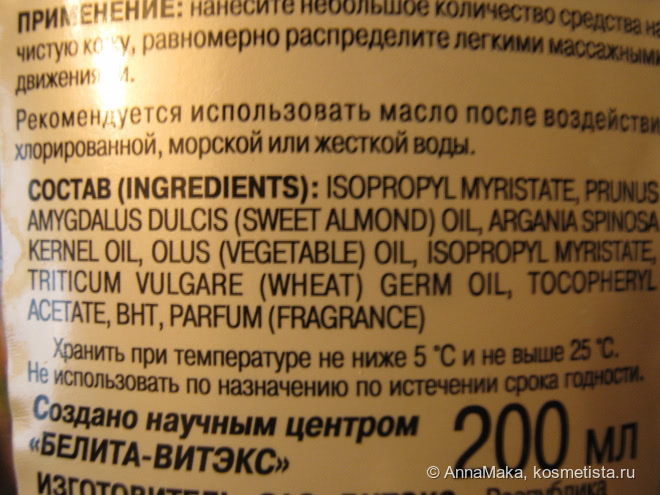 ПРИМЕНЕНИЕ: нанесите небольшое количество средства на
чистую кожу, равномерно распределите легкими массажными
движениями.
Рекомендуется использовать масло после воздействи
хлорированной, морской или жесткой воды.
СОСТАВ (INGREDIENTS): ISOPROPYL MYRISTATE, PRUNUS
AMYGDALUS DULCIS (SWEET ALMOND) OIL, ARGANIA SPINOSA
KERNEL OIL, OLUS (VEGETABLE) OIL, ISOPROPYL MYRISTATE,
TRITICUM VULGARE (WHEAT) GERM OIL, TOCOPHERYL
ACETATE, BHT, PARFUM (FRAGRANCE)
Хранить при температуре не ниже 5 °С и не выше 25 °С.
Не использовать по назначению по истечении срока годности.
Создано научным центром
«БЕЛИТА-ВИТЭКС»
200 МЛ
© AnnaMaka, kosmetista.ru
ИЗГОТОВИТЕЛЬ
Республика